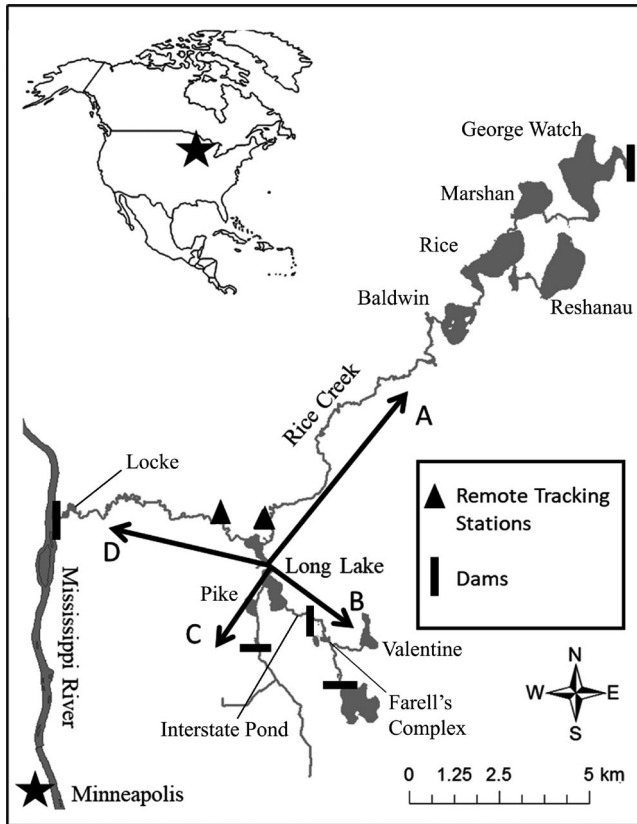 George Watch
Marshan
Rice
Reshanau
Baldwin
Rice Creek
A
Locke
Remote Tracking
Stations
Dams
D
Long Lake
Mississippi River
Pike
B
C
Valentine
Farell's
Complex
Interstate Pond
N
W
E
S
Minneapolis
0 1.25 2.5 5 km